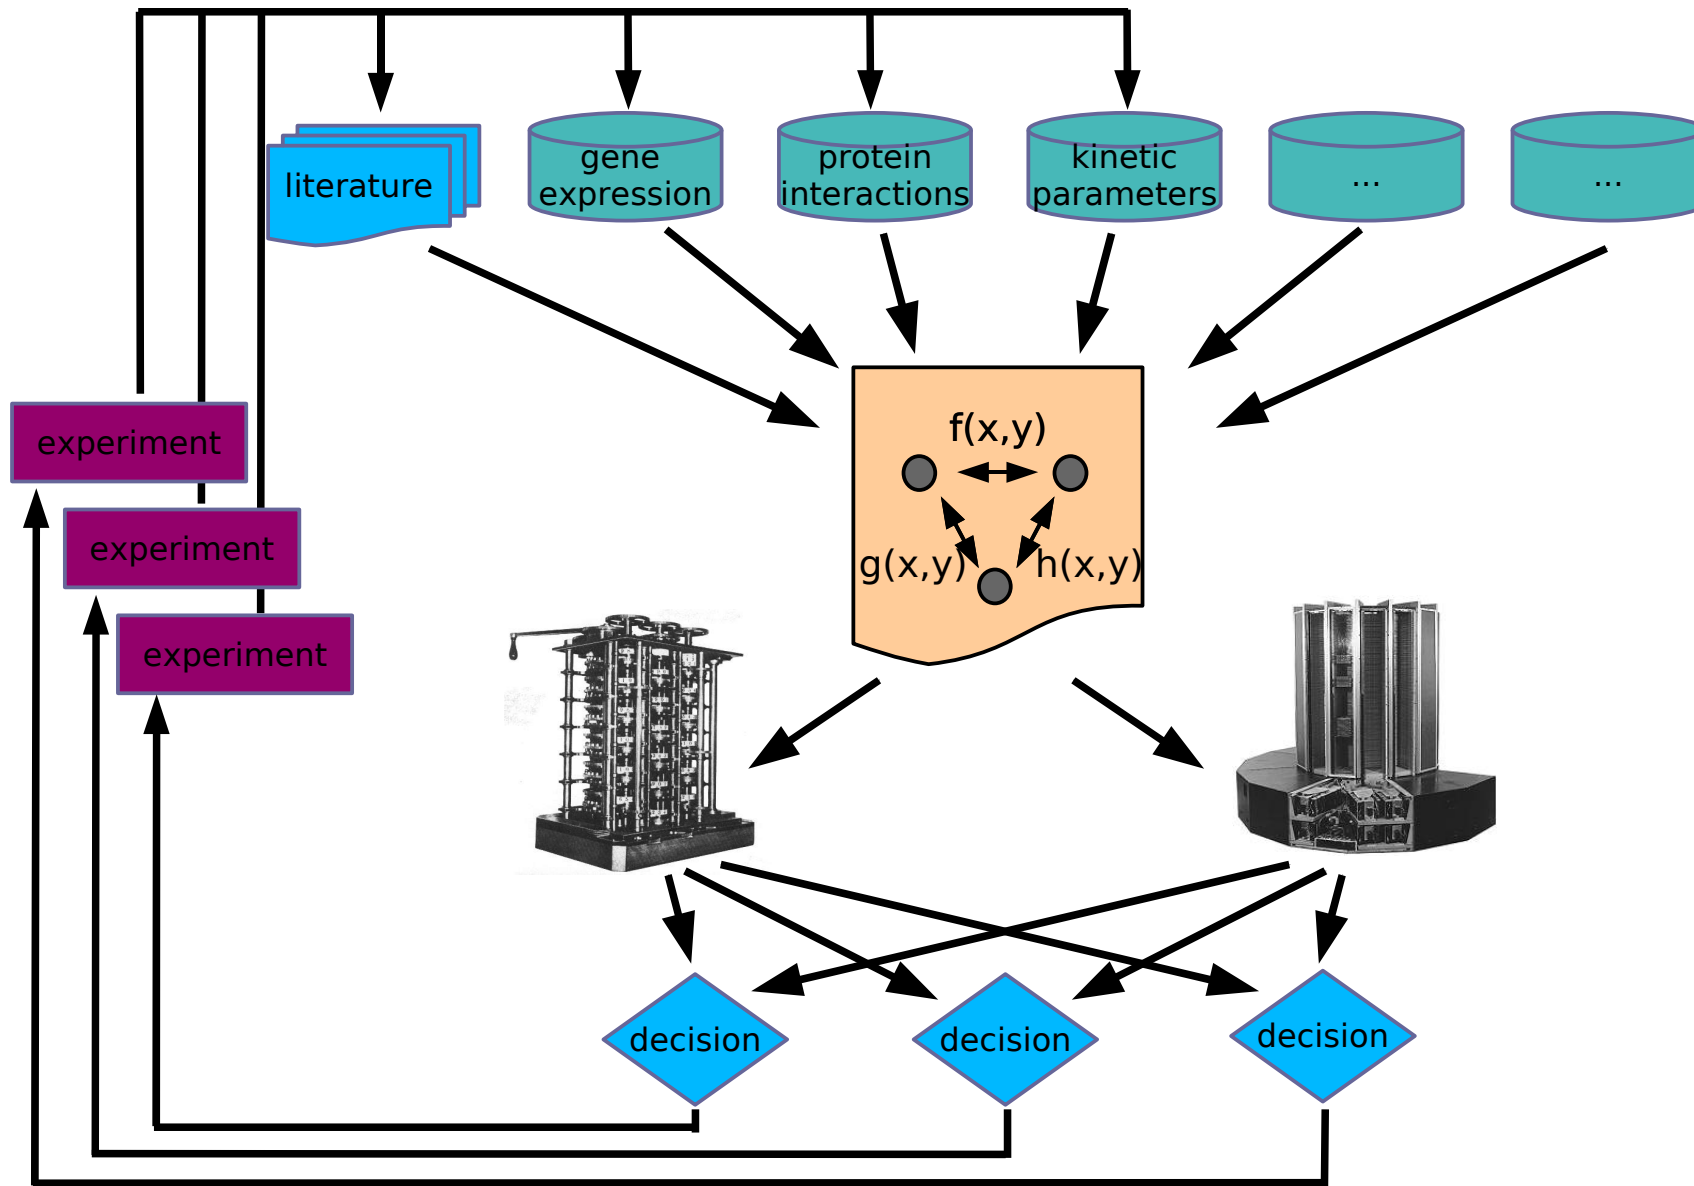 literature
gene
expression
protein
interactions
kinetic
parameters
...
...
f(x,y)
g(x,y)
h(x,y)
experiment
experiment
experiment
decision
decision
decision